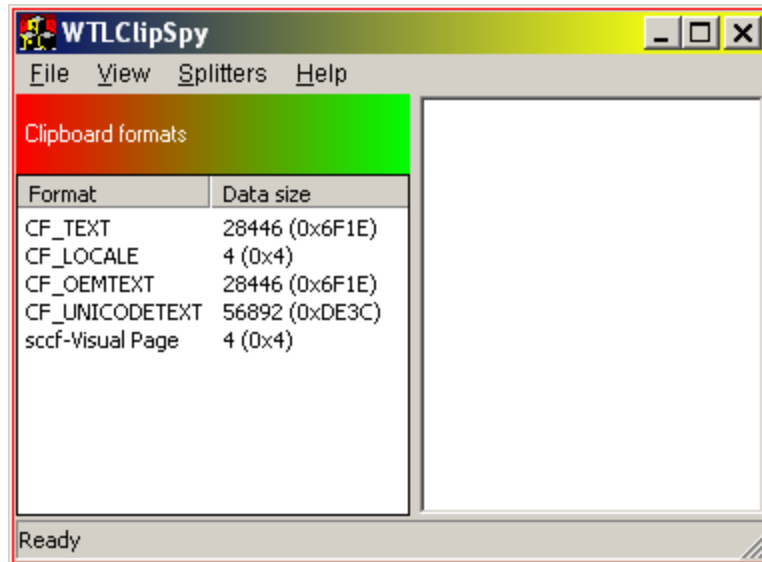 WTLClipSpy
File View Splitters Help
Clipboard formats
Format Data size
CF_TEXT 28446 (0x6F1E)
CF_LOCALE 4 (0x4)
CF_OEMTEXT 28446 (0x6F1E)
CF_UNICODETEXT 56892 (0xDE3C)
sccf-Visual Page 4 (0x4)
Ready